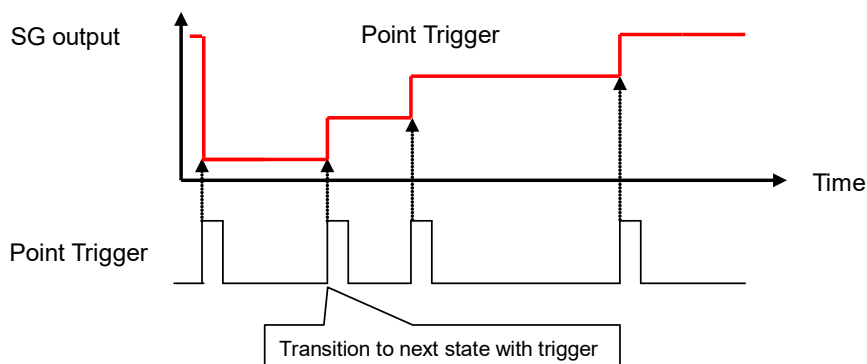 SG output
Point Trigger
Time
Point Trigger
Transition to next state with trigger